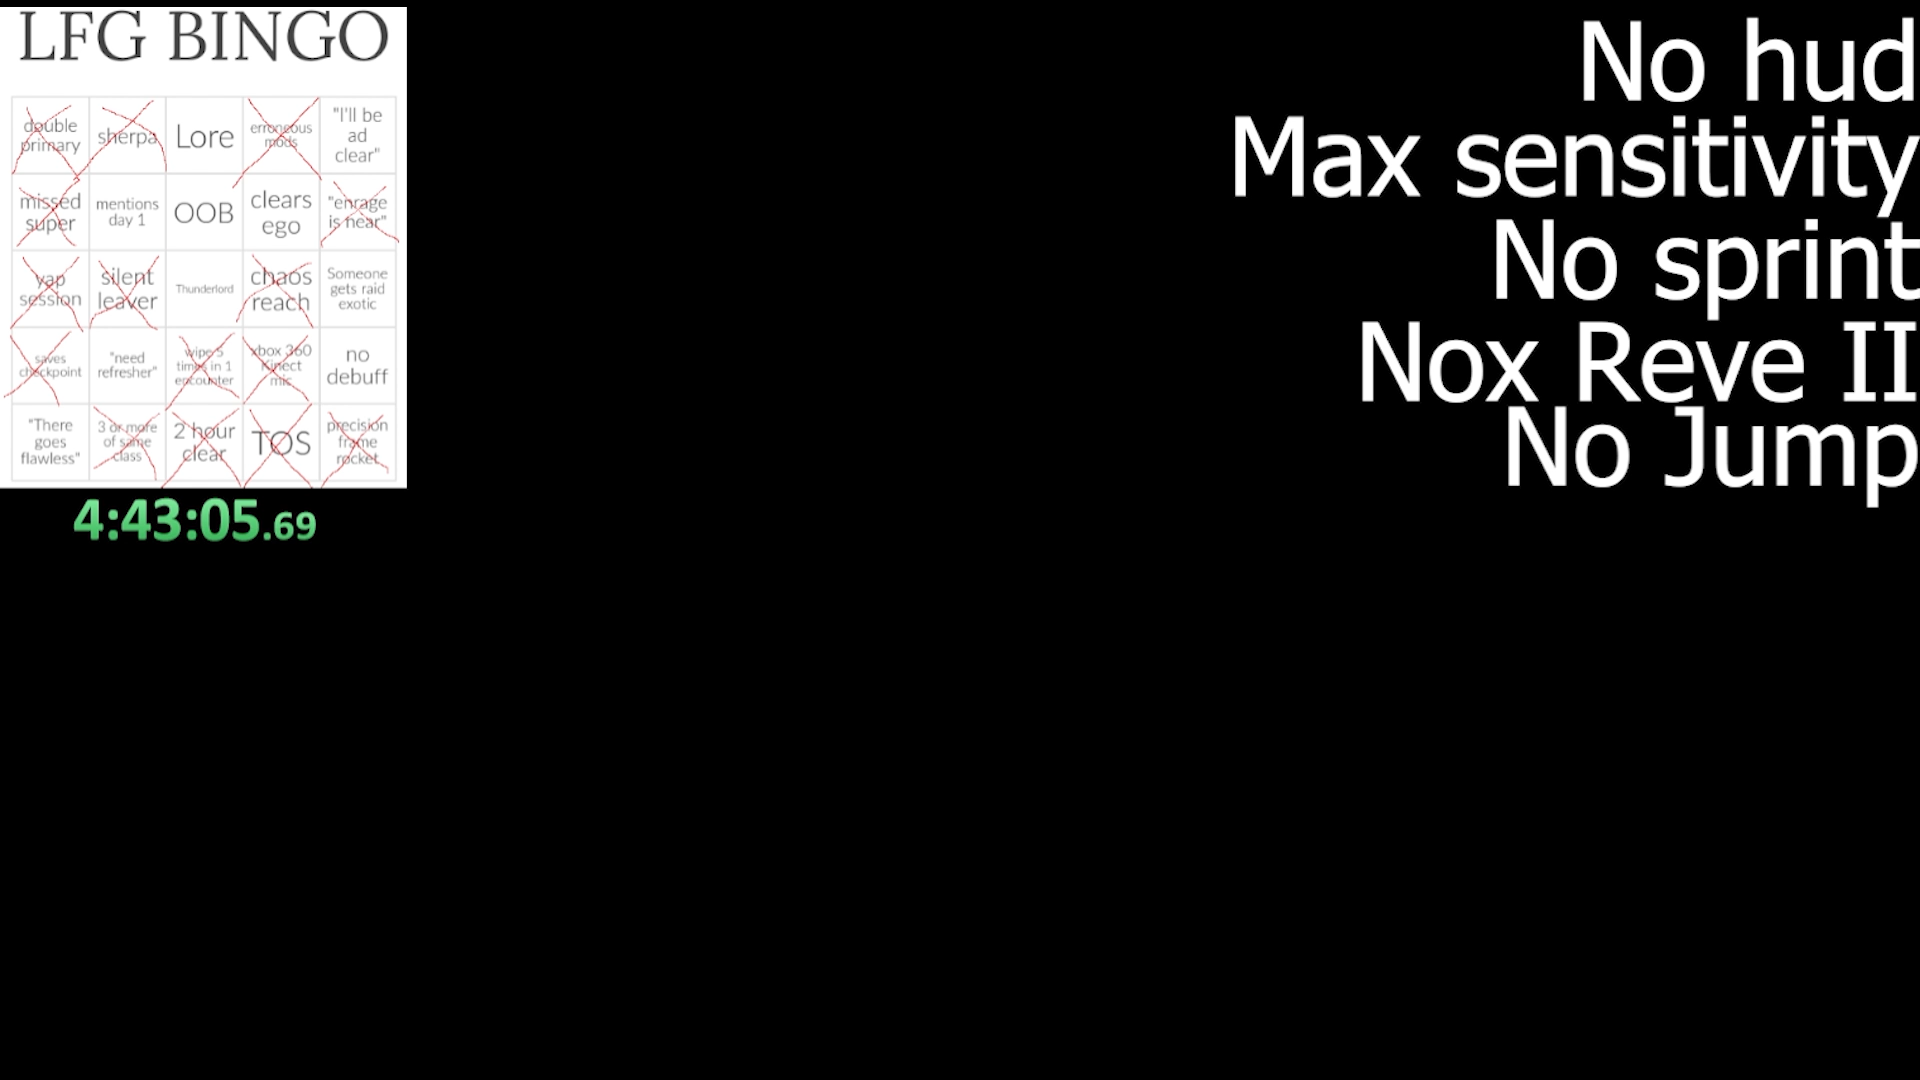 LFG BINGO
double
primary
sherpa
Lore
erroneous
mods
"I'll be
ad
clear"
missed
super
mentions
day 1
OOB
clears
ego
"enrage
is near"
yap
session
silent
leaver
Thunderlord
chaos
reach
Someone
gets raid
exotic
saves
checkpoint
"need
refresher"
wipe 5
times in 1
encounter
xbox 360
Kinect
mic
no
debuff
"There
goes
flawless"
3 or more
of same
class
2 hour
clear
TOS
precision
frame
rocket
4:43:05.69
No hud
Max sensitivity
No sprint
Nox Reve II
No Jump